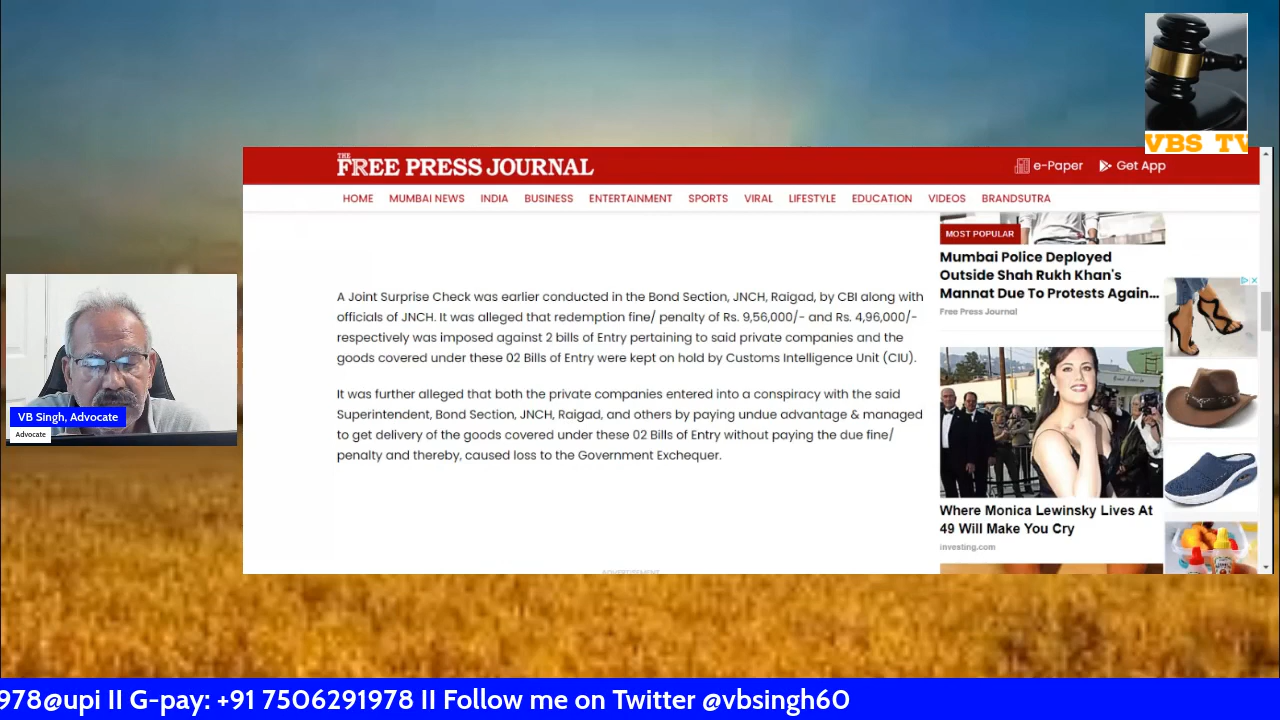 VBS TV
THE
FREE PRESS JOURNAL
e-Paper
Get App
HOME MUMBAI NEWS INDIA BUSINESS ENTERTAINMENT SPORTS VIRAL LIFESTYLE EDUCATION VIDEOS BRANDSUTRA
A Joint Surprise Check was earlier conducted in the Bond Section, JNCH, Raigad, by CBI along with
officials of JNCH. It was alleged that redemption fine/ penalty of Rs. 9,56,000/- and Rs. 4,96,000/-
respectively was imposed against 2 bills of Entry pertaining to said private companies and the
goods covered under these 02 Bills of Entry were kept on hold by Customs Intelligence Unit (CIU).
It was further alleged that both the private companies entered into a conspiracy with the said
Superintendent, Bond Section, JNCH, Raigad, and others by paying undue advantage & managed
to get delivery of the goods covered under these 02 Bills of Entry without paying the due fine/
penalty and thereby, caused loss to the Government Exchequer.
ADVERTISEMENT
MOST POPULAR
Mumbai Police Deployed
Outside Shah Rukh Khan's
Mannat Due To Protests Again...
Free Press Journal
Where Monica Lewinsky Lives At
49 Will Make You Cry
investing.com
VB Singh, Advocate
Advocate
978@upi II G-pay: +91 7506291978 II Follow me on Twitter @vbsingh60